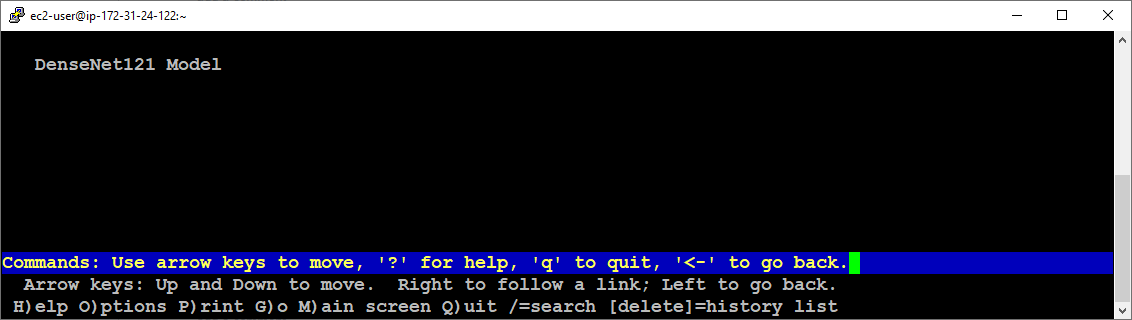 ec2-user@ip-172-31-24-122:~
DenseNet121 Model
Commands: Use arrow keys to move, '?' for help, 'q' to quit, '<-' to go back.
Arrow keys: Up and Down to move.  Right to follow a link; Left to go back.
H)elp O)ptions P)rint G)o M)ain screen Q)uit /=search [delete]=history list